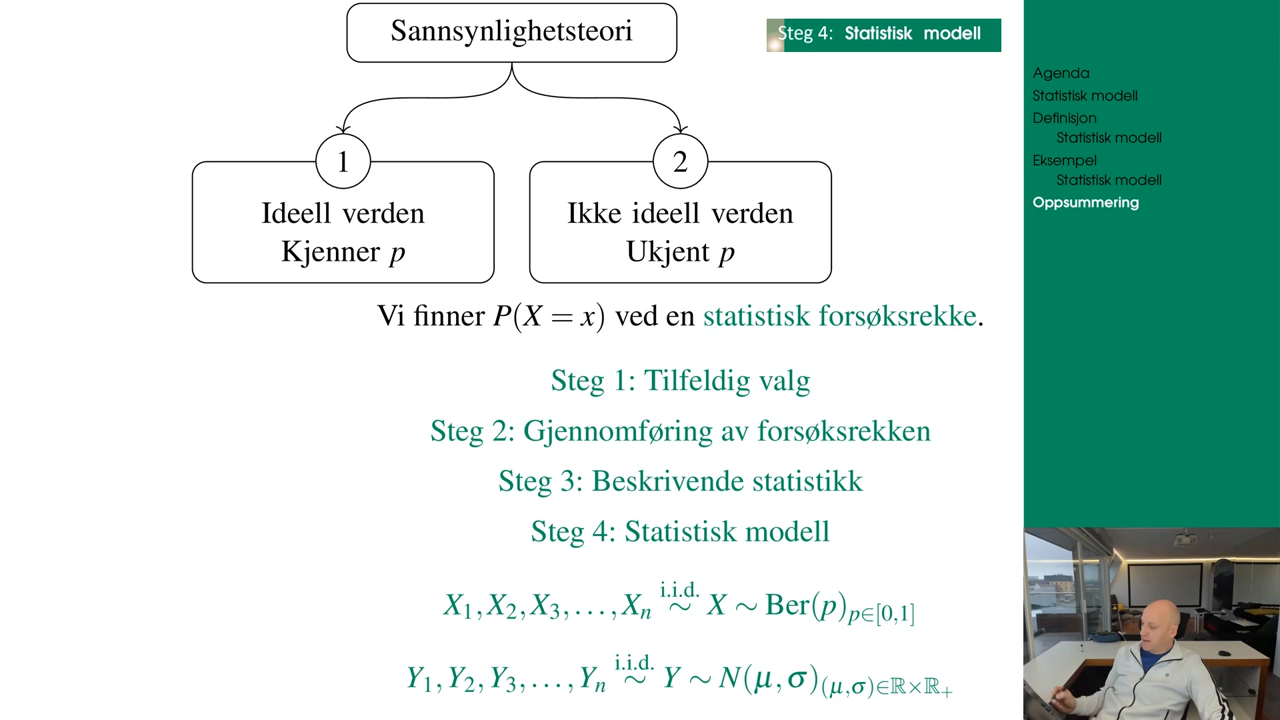 Sannsynlighetsteori
Steg 4: Statistisk modell
1
2
Ideell verden
Kjenner p
Ikke ideell verden
Ukjent p
Vi finner P(X = x) ved en statistisk forsøksrekke.
Steg 1: Tilfeldig valg
Steg 2: Gjennomføring av forsøksrekken
Steg 3: Beskrivende statistikk
Steg 4: Statistisk modell
X₁, X₂, X₃, …, Xₙ i.i.d. ∼ X ∼ Ber(p)_{p∈[0,1]}
Y₁, Y₂, Y₃, …, Yₙ i.i.d. ∼ Y ∼ N(μ, σ)_{(μ,σ)∈ℝ×ℝ₊}
Agenda
Statistisk modell
Definisjon
Statistisk modell
Eksempel
Statistisk modell
Oppsummering